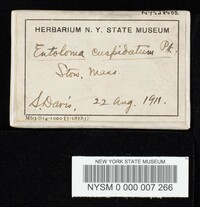 HERBARIUM N. Y. STATE MUSEUM
Entoloma cuspidatum Pk.
Stow, Mass.
S. Davis, 22 Aug. 1911.
NEW YORK STATE MUSEUM
NYSM 0 000 007 266